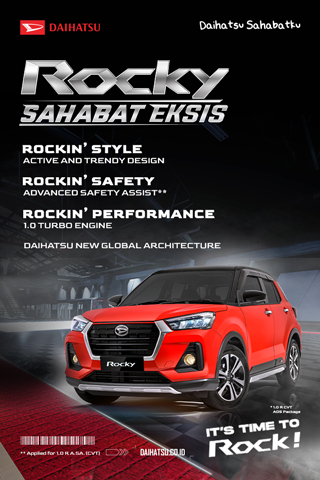 DAIHATSU
Daihatsu Sahabatku
Rocky
SAHABAT EKSIS
ROCKIN' STYLE
ACTIVE AND TRENDY DESIGN
ROCKIN' SAFETY
ADVANCED SAFETY ASSIST**
ROCKIN' PERFORMANCE
1.0 TURBO ENGINE
DAIHATSU NEW GLOBAL ARCHITECTURE
Rocky
* 1.0 R CVT
ADS Package
IT'S TIME TO
Rock!
** Applied for 1.0 R A.SA. (CVT)
DAIHATSU.CO.ID